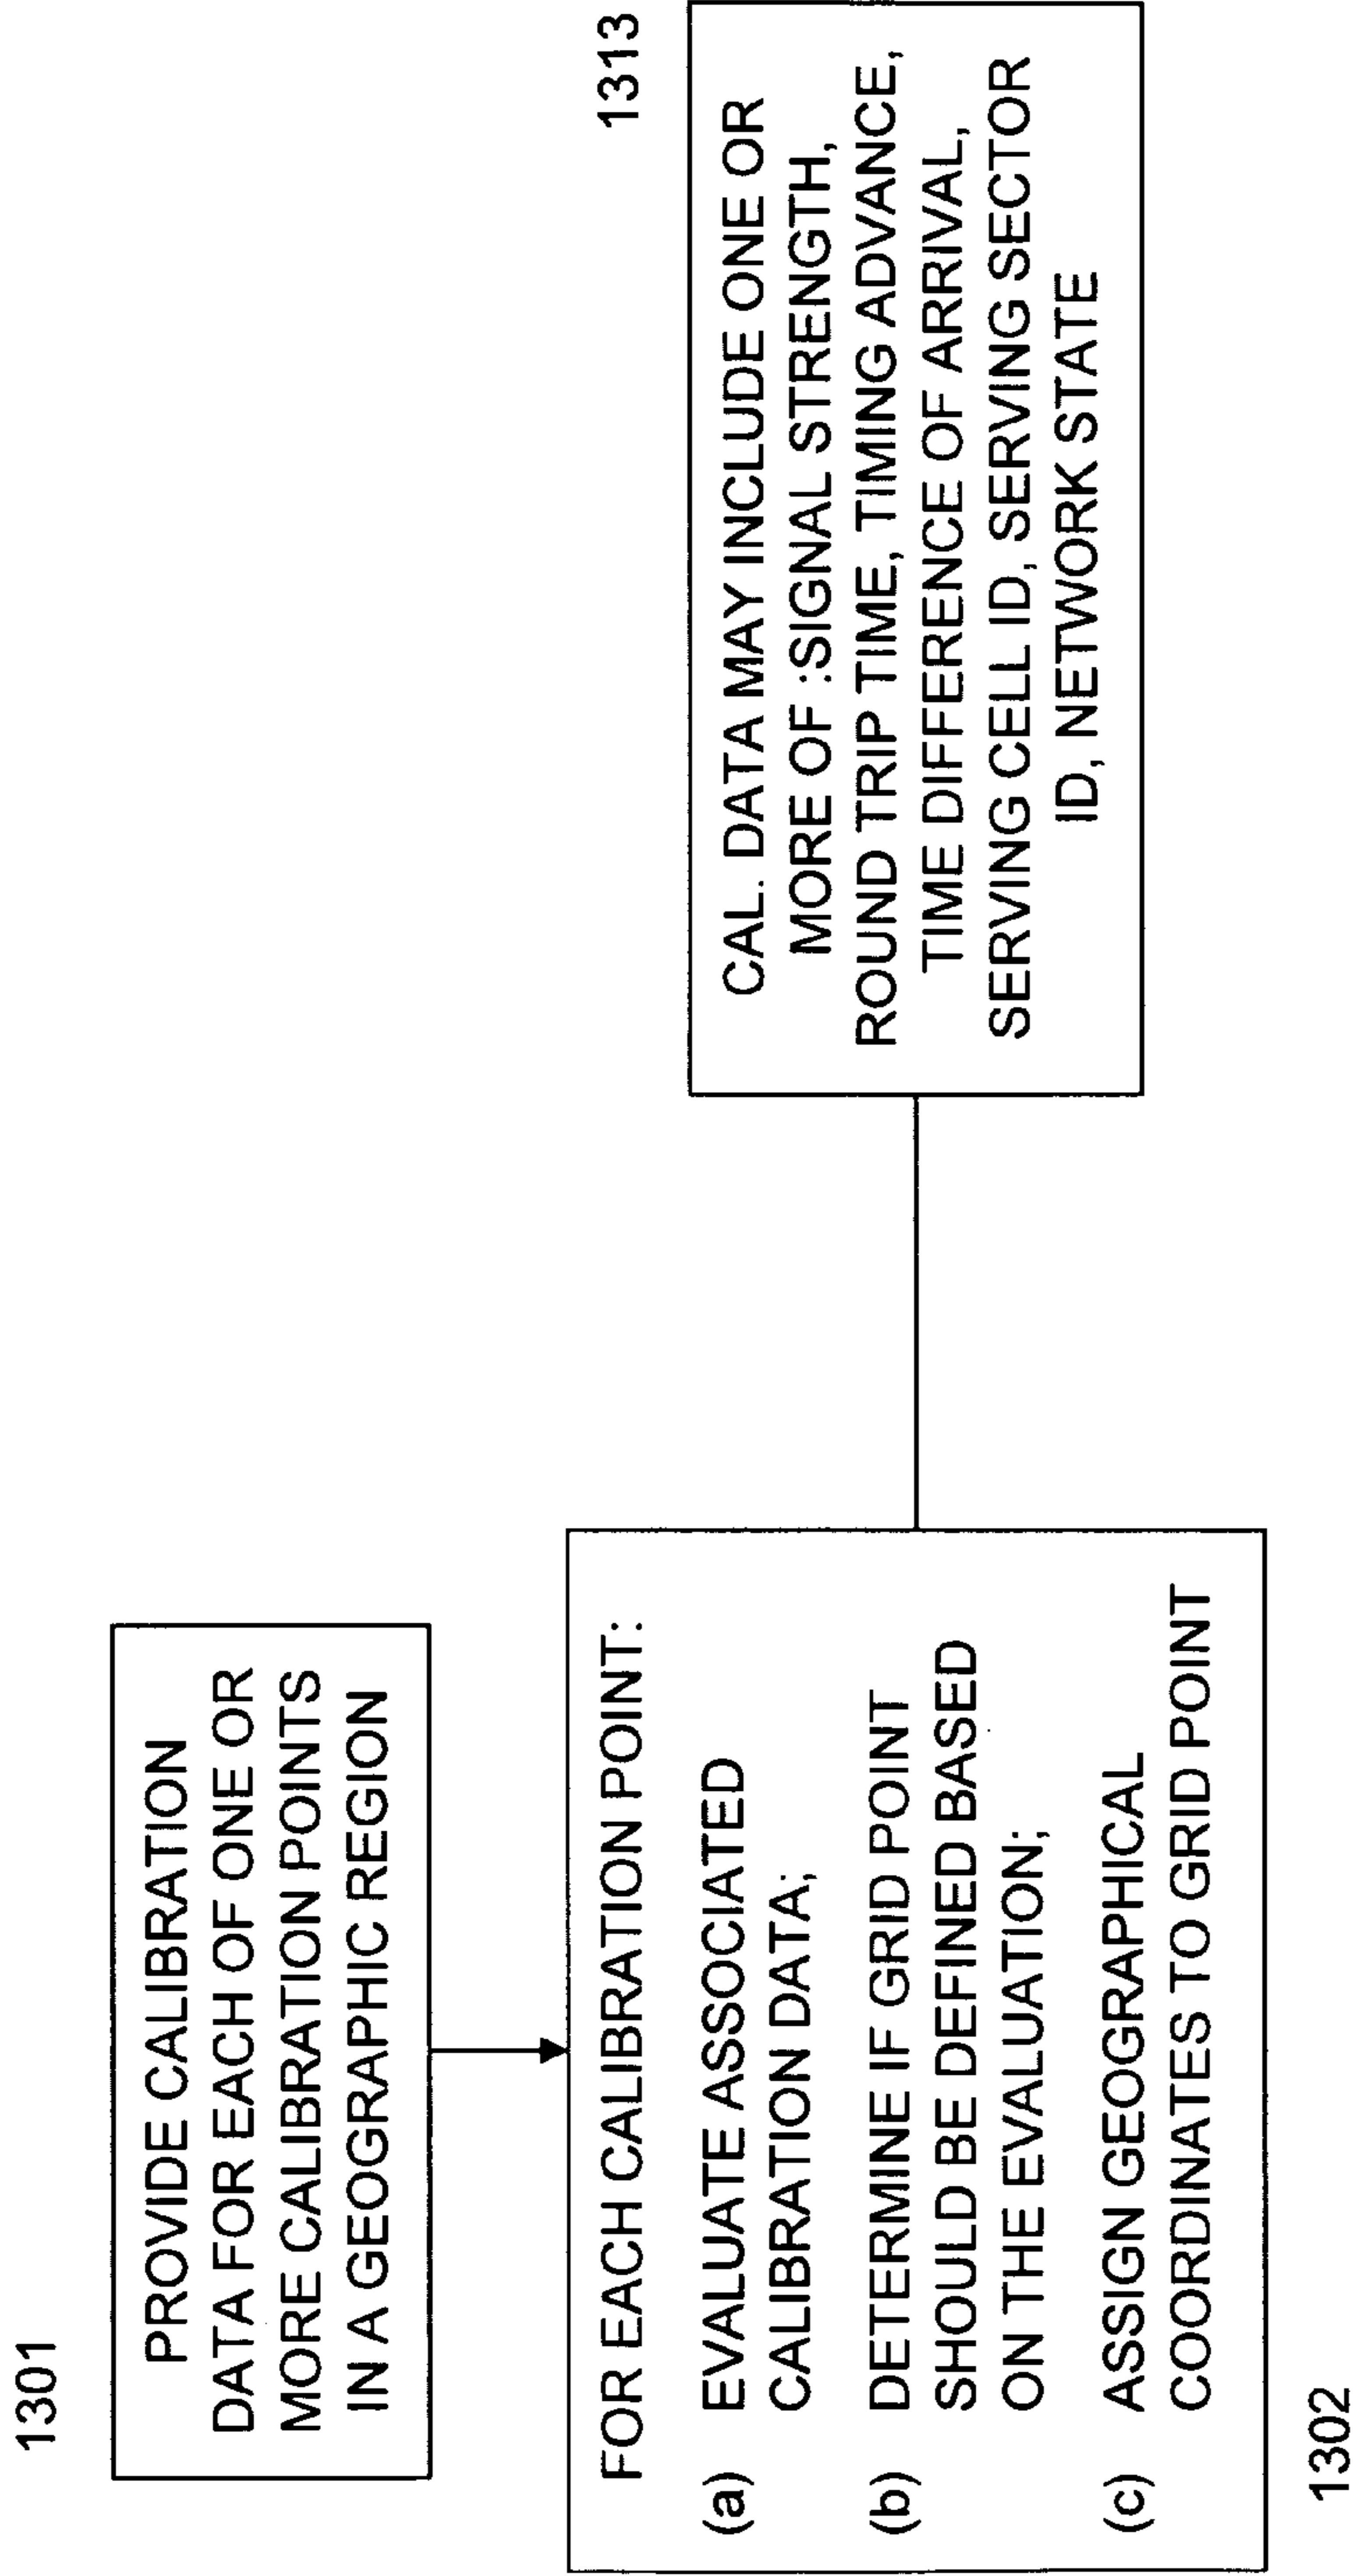 1301
PROVIDE CALIBRATION
DATA FOR EACH OF ONE OR
MORE CALIBRATION POINTS
IN A GEOGRAPHIC REGION
FOR EACH CALIBRATION POINT:
(a) EVALUATE ASSOCIATED
CALIBRATION DATA;
(b) DETERMINE IF GRID POINT
SHOULD BE DEFINED BASED
ON THE EVALUATION;
(c) ASSIGN GEOGRAPHICAL
COORDINATES TO GRID POINT
1302
1313
CAL. DATA MAY INCLUDE ONE OR
MORE OF :SIGNAL STRENGTH,
ROUND TRIP TIME, TIMING ADVANCE,
TIME DIFFERENCE OF ARRIVAL,
SERVING CELL ID, SERVING SECTOR
ID, NETWORK STATE